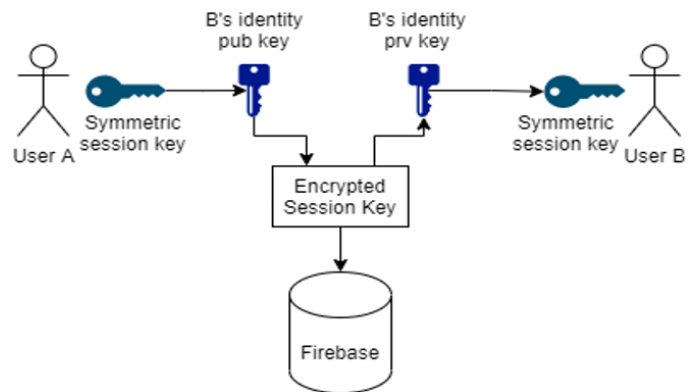 B's identity
pub key
B's identity
prv key
Symmetric
session key
User A
Symmetric
session key
User B
Encrypted
Session Key
Firebase